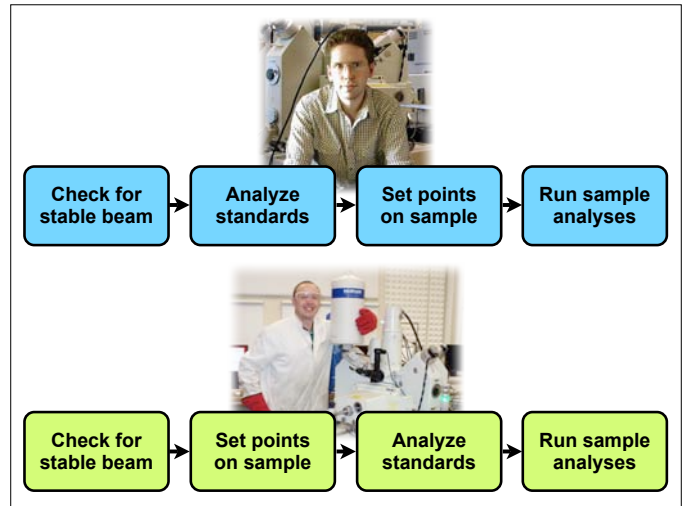 Check for
stable beam
Analyze
standards
Set points
on sample
Run sample
analyses
Check for
stable beam
Set points
on sample
Analyze
standards
Run sample
analyses